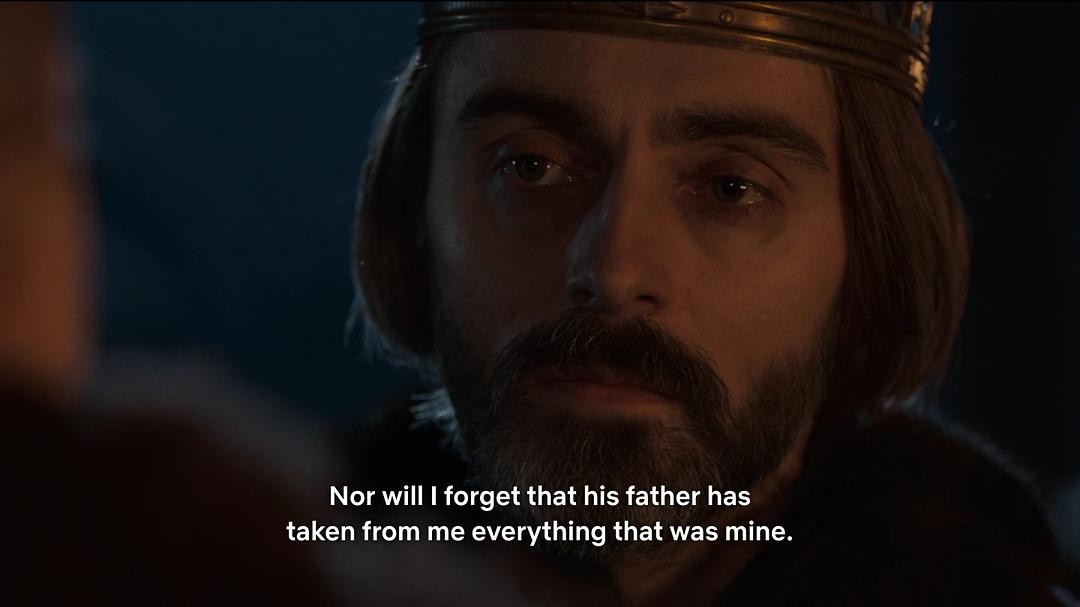 Nor will I forget that his father has
taken from me everything that was mine.